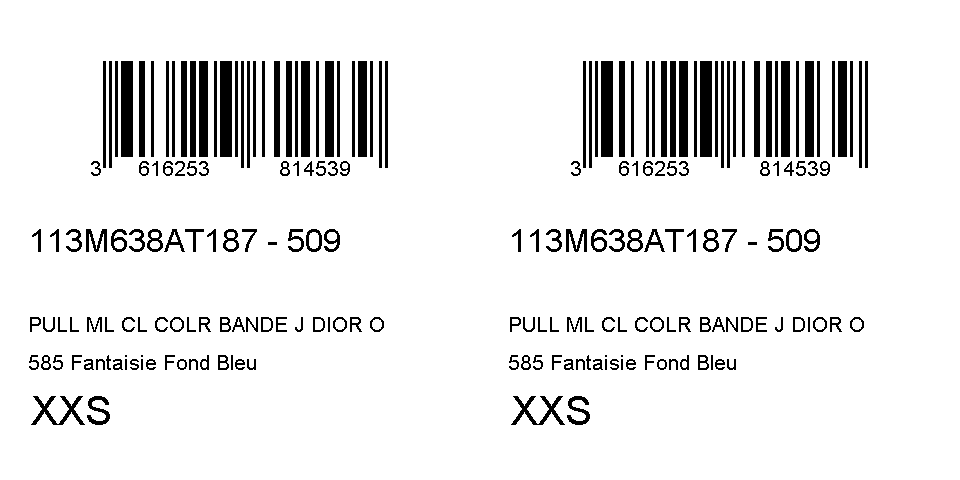 3 616253 814539
113M638AT187 - 509
PULL ML CL COLR BANDE J DIOR O
585 Fantaisie Fond Bleu
XXS
3 616253 814539
113M638AT187 - 509
PULL ML CL COLR BANDE J DIOR O
585 Fantaisie Fond Bleu
XXS